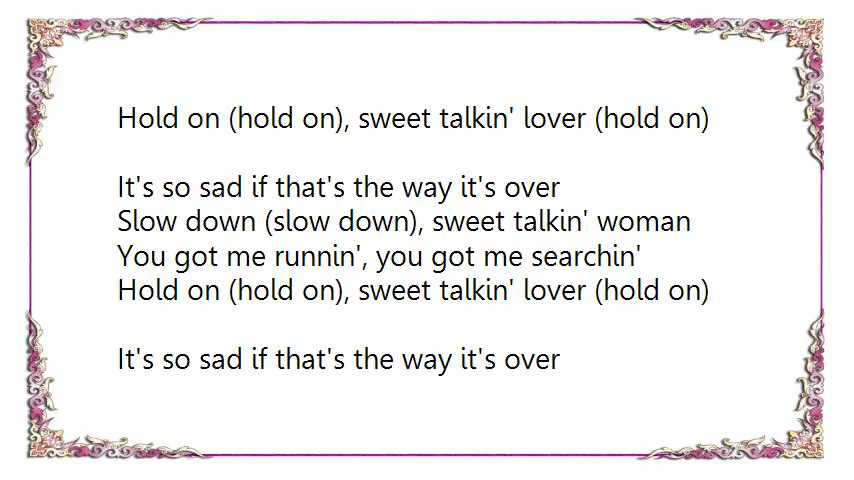 Hold on (hold on), sweet talkin' lover (hold on)
It's so sad if that's the way it's over
Slow down (slow down), sweet talkin' woman
You got me runnin', you got me searchin'
Hold on (hold on), sweet talkin' lover (hold on)
It's so sad if that's the way it's over